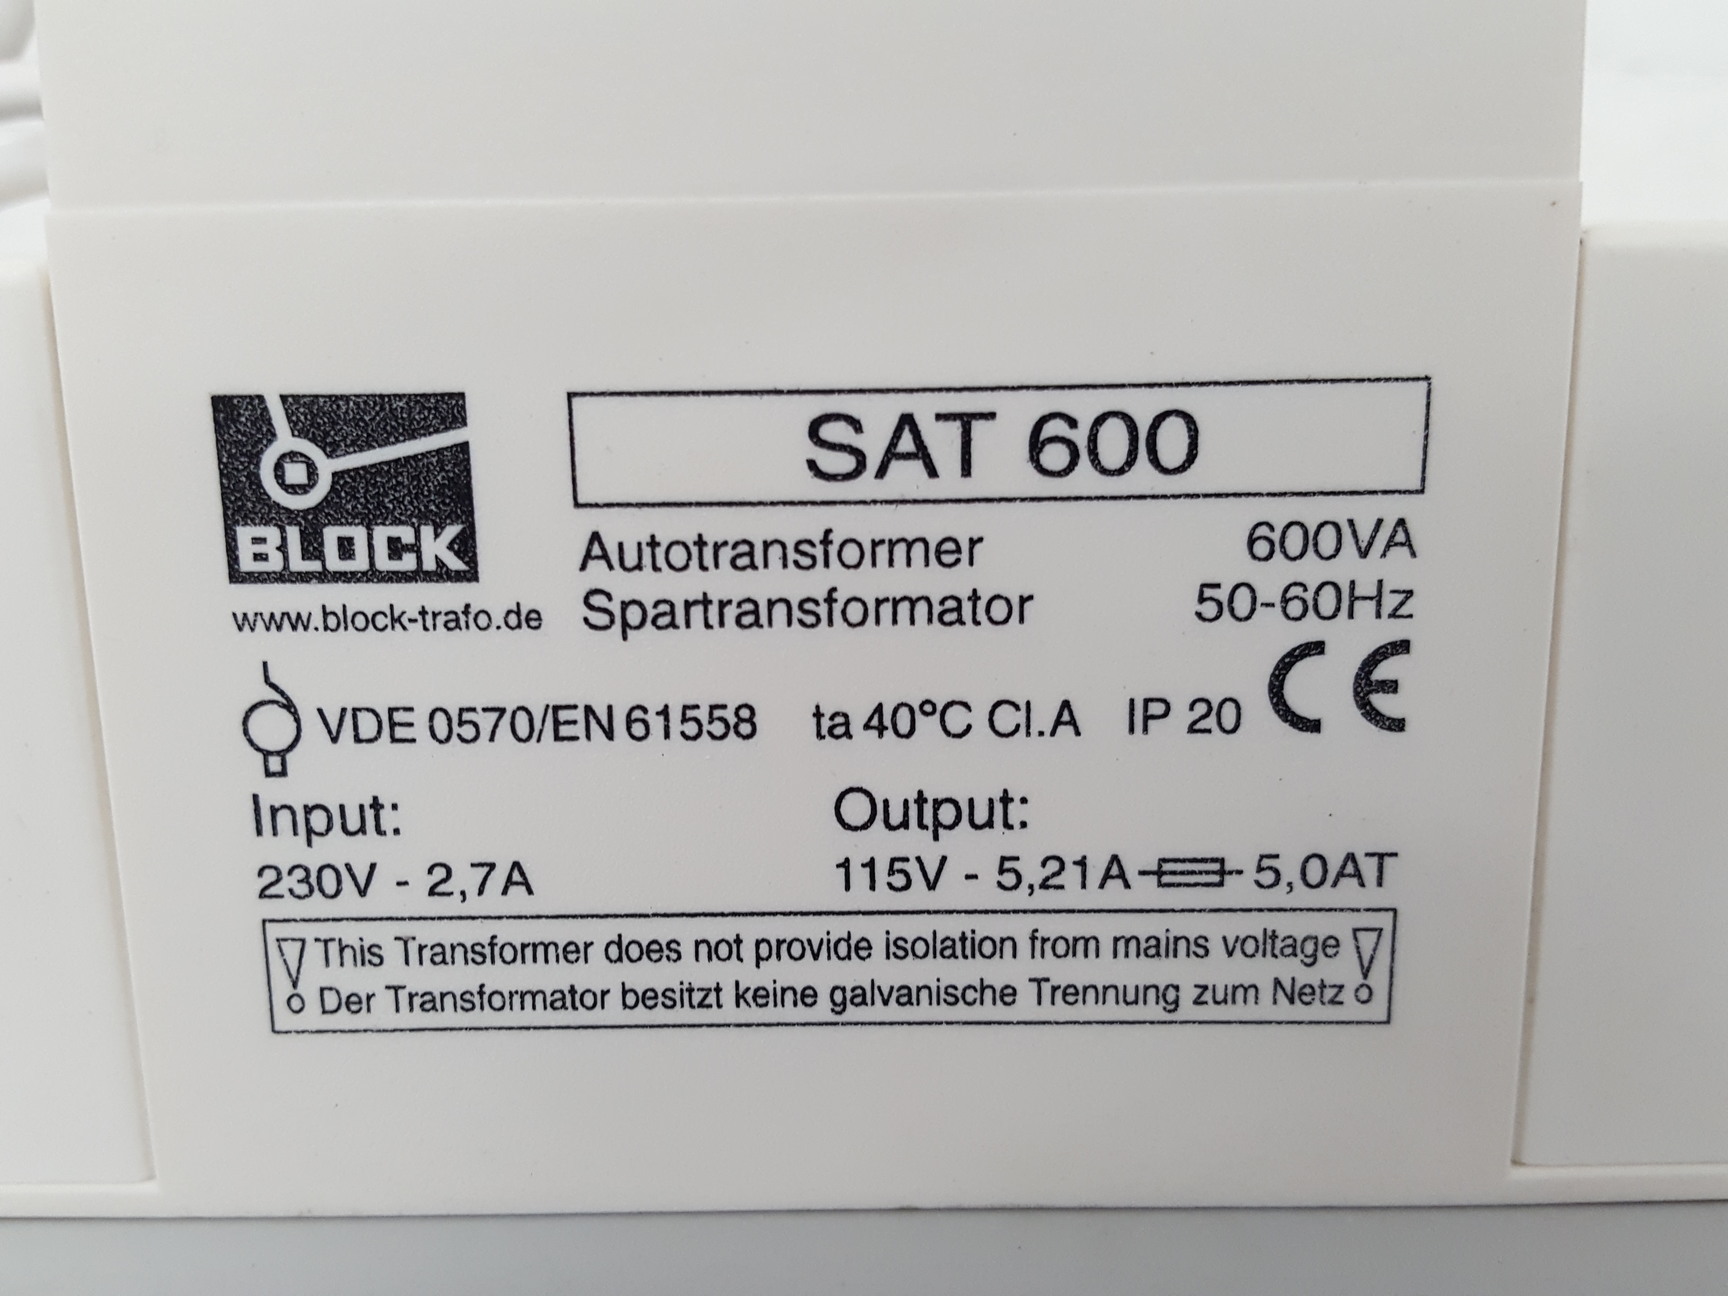 SAT 600
BLOCK
www.block-trafo.de
Autotransformer 600VA
Spartransformator 50-60Hz
VDE 0570/EN 61558 ta 40°C Cl.A IP 20 CE
Input: Output:
230V - 2,7A 115V - 5,21A 5,0AT
This Transformer does not provide isolation from mains voltage
Der Transformator besitzt keine galvanische Trennung zum Netz